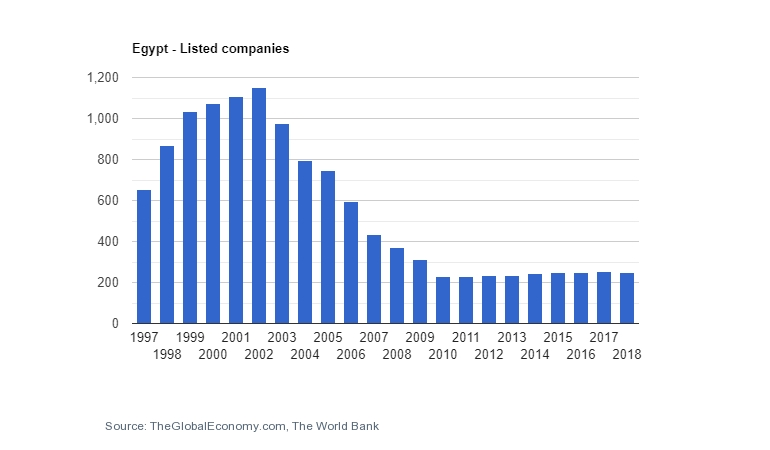 Egypt - Listed companies
1,200
1,000
800
600
400
200
0
1997 1999 2001 2003 2005 2007 2009 2011 2013 2015 2017
1998 2000 2002 2004 2006 2008 2010 2012 2014 2016 2018
Source: TheGlobalEconomy.com, The World Bank